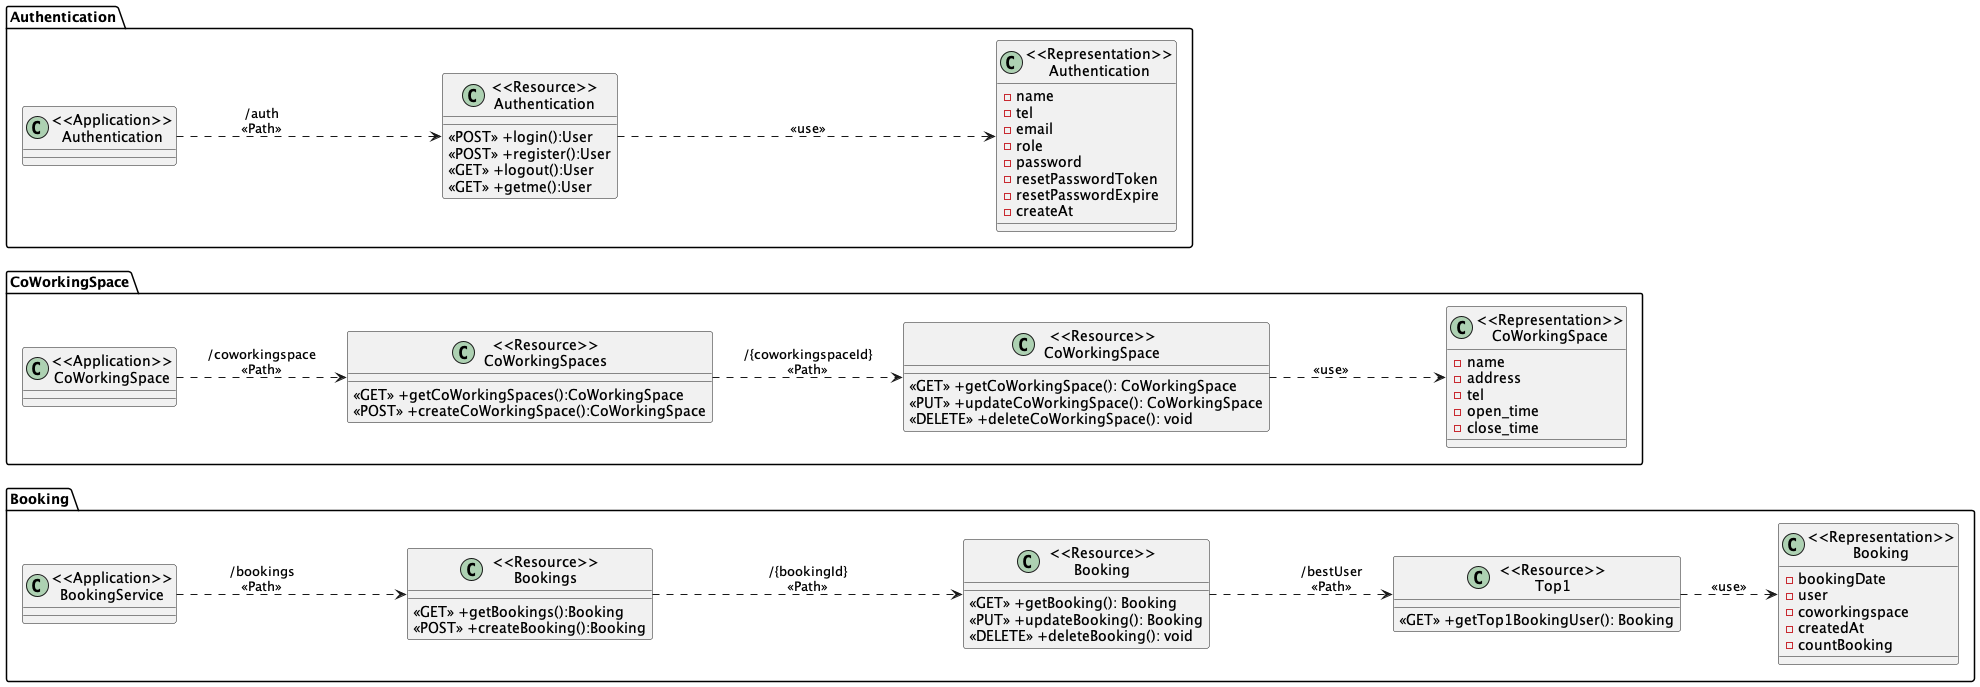 Authentication
C <<Application>>
Authentication
/auth
«Path»
C <<Resource>>
Authentication
«POST» +login():User
«POST» +register():User
«GET» +logout():User
«GET» +getme():User
«use»
C <<Representation>>
Authentication
name
tel
email
role
password
resetPasswordToken
resetPasswordExpire
createAt
CoWorkingSpace
C <<Application>>
CoWorkingSpace
/coworkingspace
«Path»
C <<Resource>>
CoWorkingSpaces
«GET» +getCoWorkingSpaces():CoWorkingSpace
«POST» +createCoWorkingSpace():CoWorkingSpace
/{coworkingspaceId}
«Path»
C <<Resource>>
CoWorkingSpace
«GET» +getCoWorkingSpace(): CoWorkingSpace
«PUT» +updateCoWorkingSpace(): CoWorkingSpace
«DELETE» +deleteCoWorkingSpace(): void
«use»
C <<Representation>>
CoWorkingSpace
name
address
tel
open_time
close_time
Booking
C <<Application>>
BookingService
/bookings
«Path»
C <<Resource>>
Bookings
«GET» +getBookings():Booking
«POST» +createBooking():Booking
/{bookingId}
«Path»
C <<Resource>>
Booking
«GET» +getBooking(): Booking
«PUT» +updateBooking(): Booking
«DELETE» +deleteBooking(): void
/bestUser
«Path»
C <<Resource>>
Top1
«GET» +getTop1BookingUser(): Booking
«use»
C <<Representation>>
Booking
bookingDate
user
coworkingspace
createdAt
countBooking